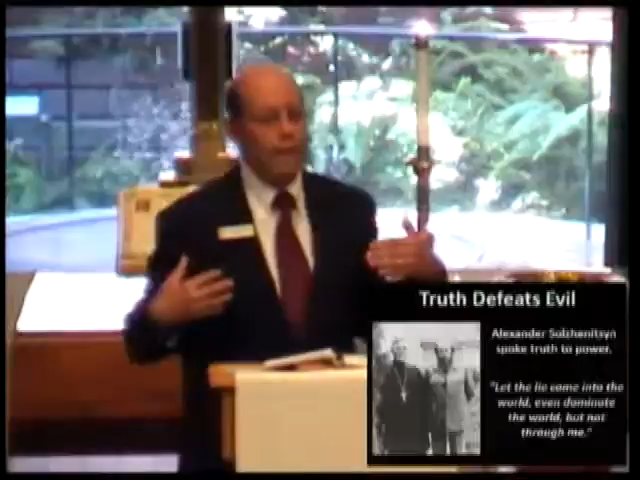 Truth Defeats Evil
Alexander Solzhenitsyn
spoke truth to power.
"Let the lie come into the
world, even dominate
the world, but not
through me."